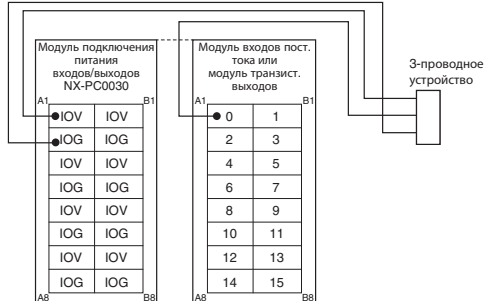 Модуль подключения
питания
входов/выходов
NX-PC0030
Модуль входов пост.
тока или
модуль транзист.
выходов
3-проводное
устройство
A1 B1 A1 B1
IOV IOV 0 1
IOG IOG 2 3
IOV IOV 4 5
IOG IOG 6 7
IOV IOV 8 9
IOG IOG 10 11
IOV IOV 12 13
IOG IOG 14 15
A8 B8 A8 B8